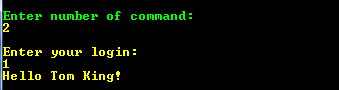 Enter number of command:
2
Enter your login:
1
Hello Tom King!